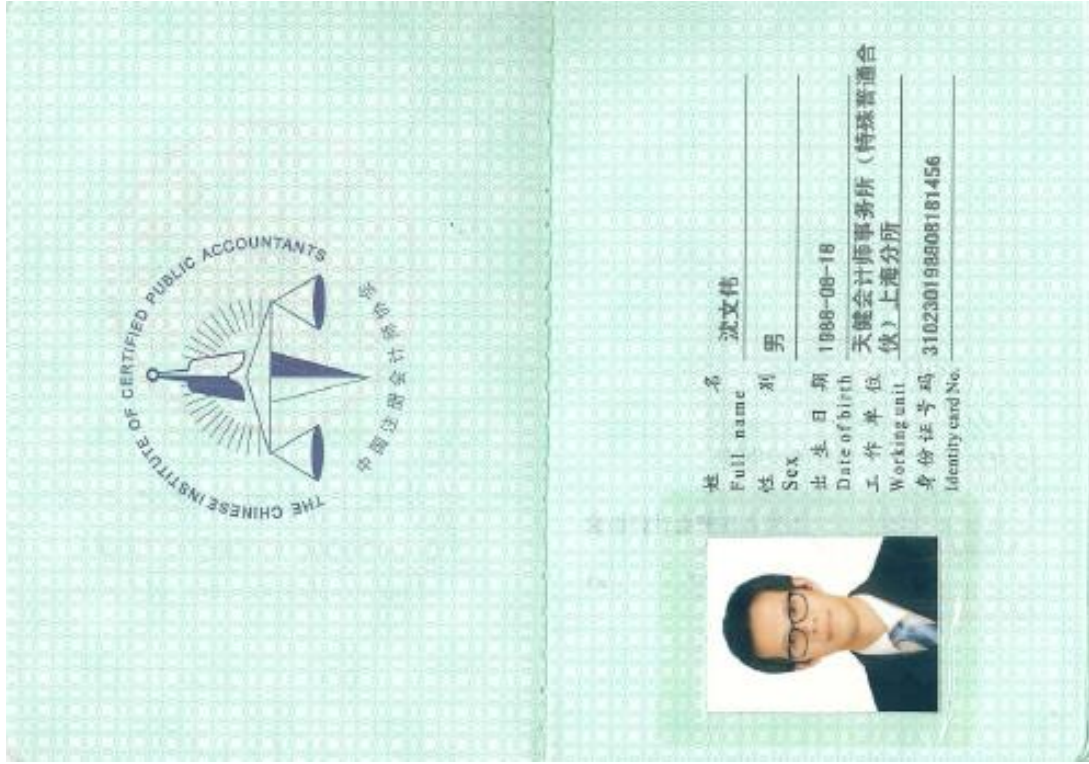 THE CHINESE INSTITUTE OF CERTIFIED PUBLIC ACCOUNTANTS
中国注册会计师协会
姓 名 沈文伟
Full name
性 别 男
Sex
出 生 日 期 1988-08-18
Date of birth
工 作 单 位 天健会计师事务所（特殊普通合
Working unit 伙）上海分所
身 份 证 号 码 310230198808181456
Identity card No.